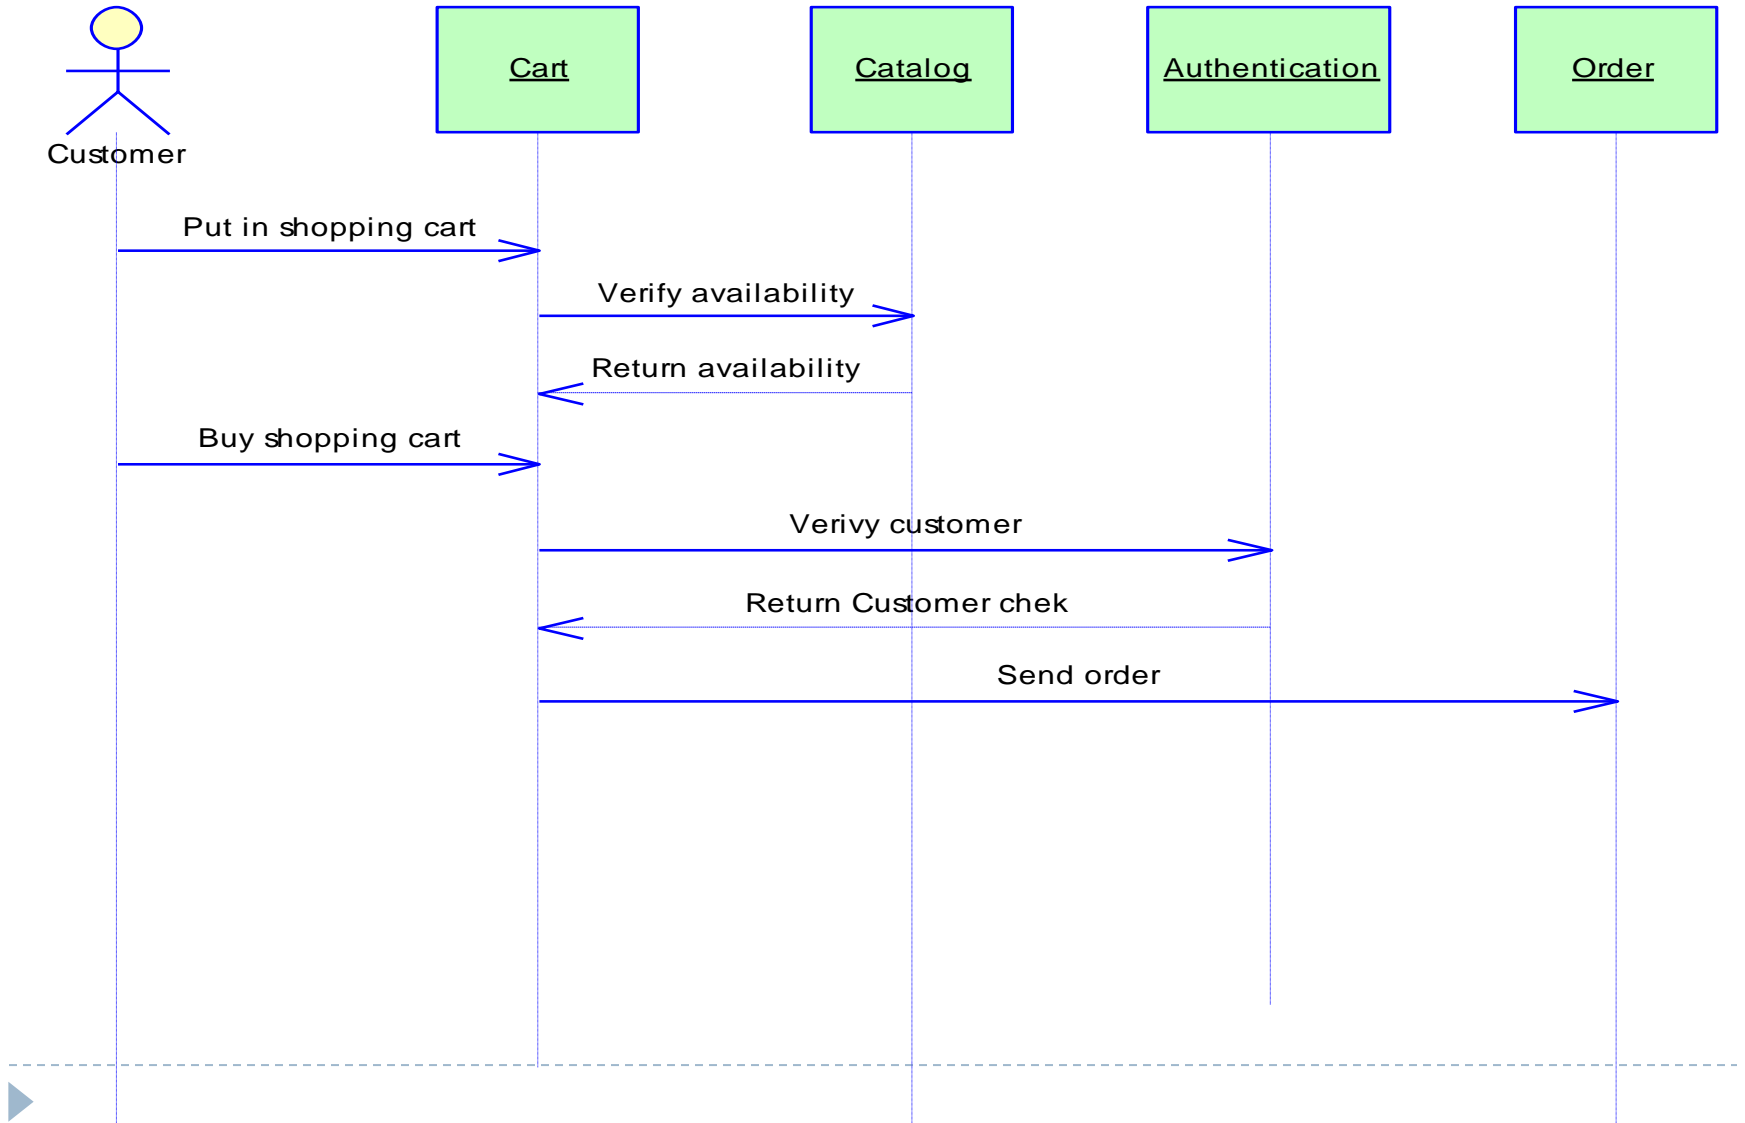 Cart
Catalog
Authentication
Order
Customer
Put in shopping cart
Verify availability
Return availability
Buy shopping cart
Verivy customer
Return Customer chek
Send order